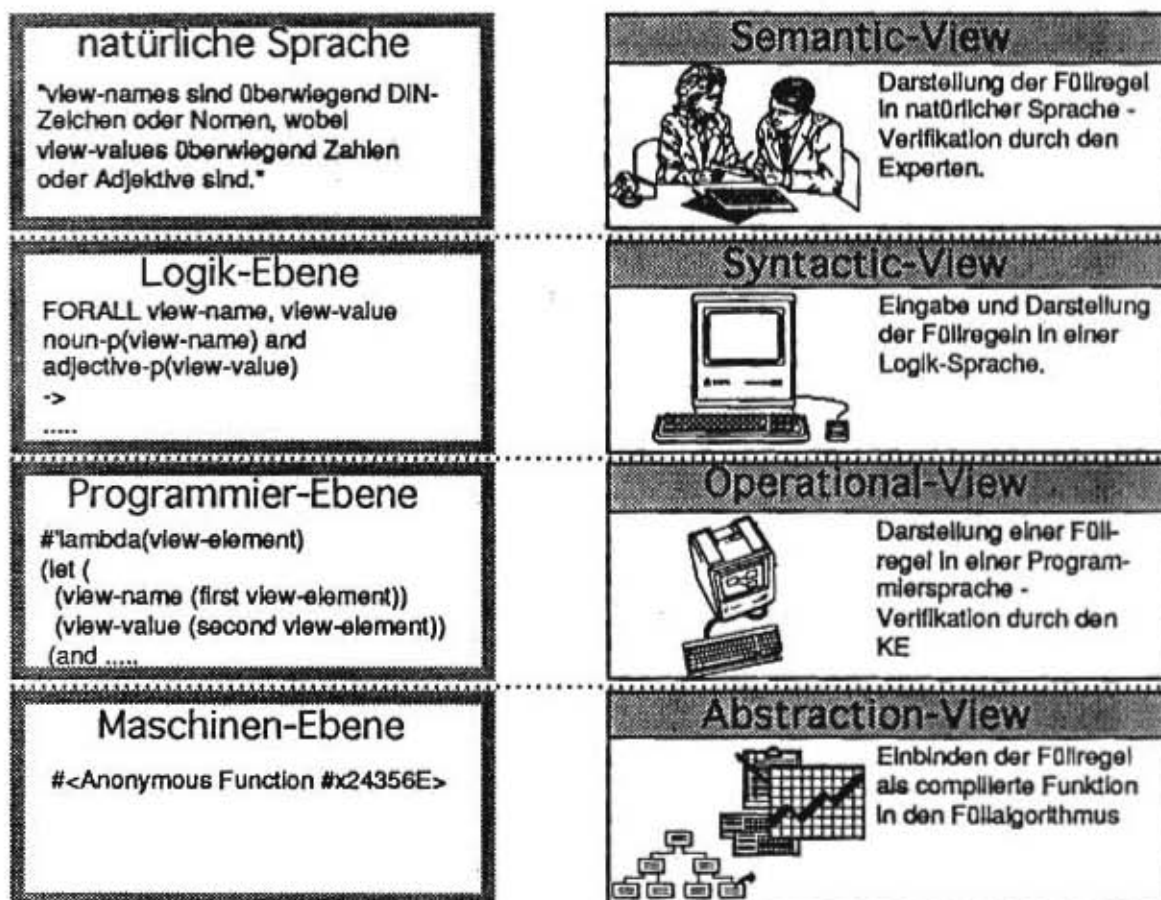 natürliche Sprache
"view-names sind überwiegend DIN-
Zeichen oder Nomen, wobei
view-values überwiegend Zahlen
oder Adjektive sind."
Semantic-View
Darstellung der Füllregel
in natürlicher Sprache -
Verifikation durch den
Experten.
Logik-Ebene
FORALL view-name, view-value
noun-p(view-name) and
adjective-p(view-value)
->
.....
Syntactic-View
Eingabe und Darstellung
der Füllregeln in einer
Logik-Sprache.
Programmier-Ebene
#'lambda(view-element)
(let (
(view-name (first view-element))
(view-value (second view-element))
(and .....
Operational-View
Darstellung einer Füll-
regel in einer Program-
miersprache -
Verifikation durch den
KE
Maschinen-Ebene
#<Anonymous Function #x24356E>
Abstraction-View
Einbinden der Füllregel
als compilierte Funktion
in den Füllalgorithmus